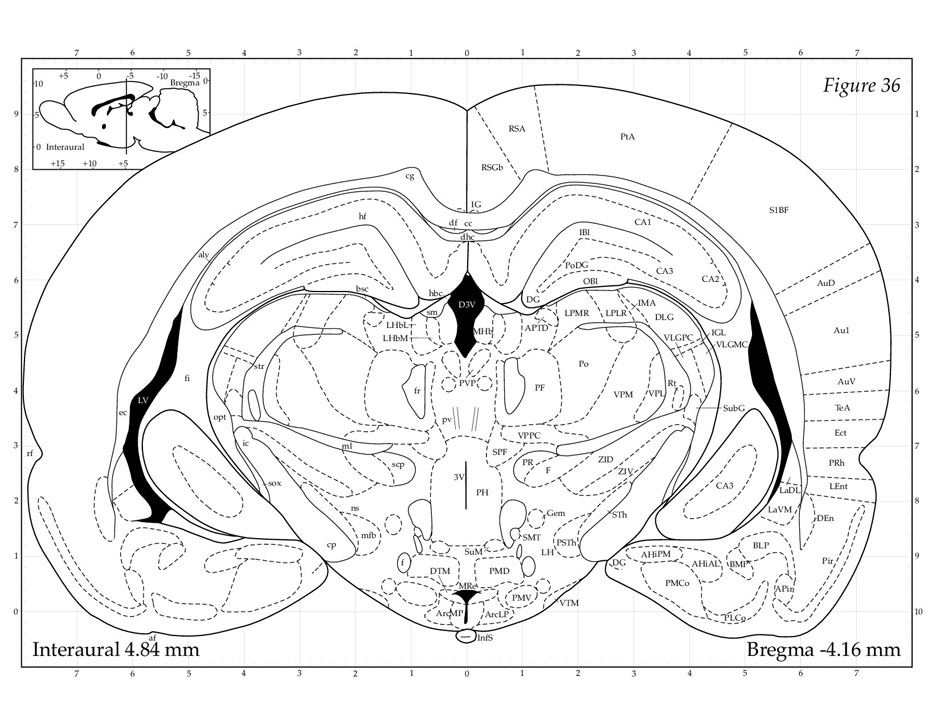 7 6 5 4 3 2 1 0 1 2 3 4 5 6 7
+5 0 -5 -10 -15
Bregma
10
0
-5
5
0 Interaural
+15 +10 +5
Figure 36
9 1
8 2
7 3
6 4
5 5
4 6
3 7
2 8
1 9
0 10
RSA
PtA
RSGb
cg
IG
S1BF
hf
df cc
CA1
dhc
IBl
aly
PoDG
CA3
CA2
AuD
bsc
hbc
OBl
D3V
DG
IMA
sm
LPMR
LPLR
DLG
LHbL
MHb
APTD
Au1
LHbM
VLGPC
IGL
VLGMC
str
Po
fi
PVP
Rt
AuV
fr
PF
VPM
VPL
LV
SubG
TeA
ec
opt
pv
VPPC
Ect
ic
ml
SPF
rf
scp
PR
F
ZID
PRh
ZIV
3V
sox
PH
CA3
LaDL
LEnt
ns
Gem
STh
LaVM
DEn
mfb
SMT
PSTh
cp
SuM
LH
BLP
AHiPM
f
DG
AHiAL
BMP
Pir
DTM
PMD
PMCo
MRe
APir
PMV
VTM
ArcMP
ArcLP
PLCo
af
InfS
Interaural 4.84 mm
Bregma -4.16 mm
7 6 5 4 3 2 1 0 1 2 3 4 5 6 7